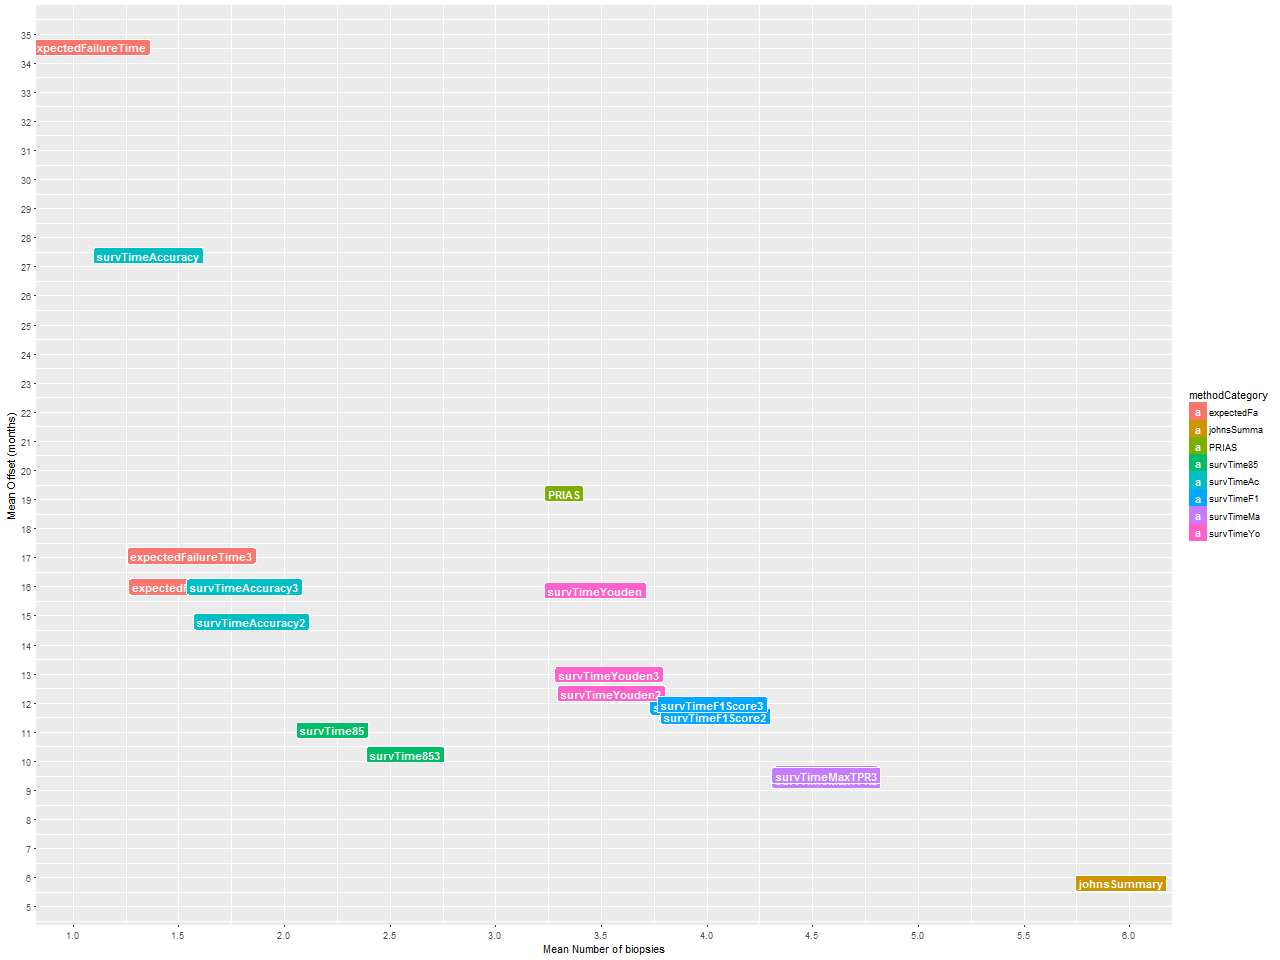 35
34
33
32
31
30
29
28
27
26
25
24
23
22
21
20
19
18
17
16
15
14
13
12
11
10
9
8
7
6
5
Mean Offset (months)
xpectedFailureTime
survTimeAccuracy
PRIAS
expectedFailureTime3
expectedF
survTimeAccuracy3
survTimeYouden
survTimeAccuracy2
survTimeYouden3
survTimeYouden2
survTimeF1Score3
survTimeF1Score2
survTime85
survTime853
survTimeMaxTPR3
johnsSummary
1.0 1.5 2.0 2.5 3.0 3.5 4.0 4.5 5.0 5.5 6.0
Mean Number of biopsies
methodCategory
a expectedFa
a johnsSumma
a PRIAS
a survTime85
a survTimeAc
a survTimeF1
a survTimeMa
a survTimeYo